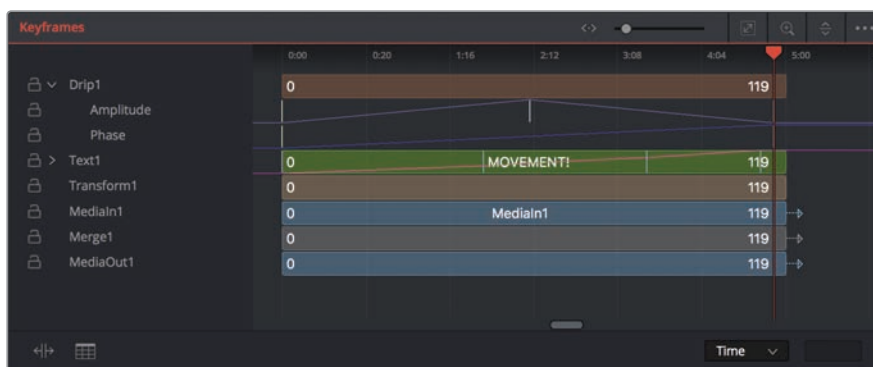 Keyframes
0:00 0:20 1:16 2:12 3:08 4:04 5:00
Drip1 0 119
Amplitude
Phase
Text1 0 MOVEMENT! 119
Transform1 0 119
MediaIn1 0 MediaIn1 119
Merge1 0 119
MediaOut1 0 119
Time